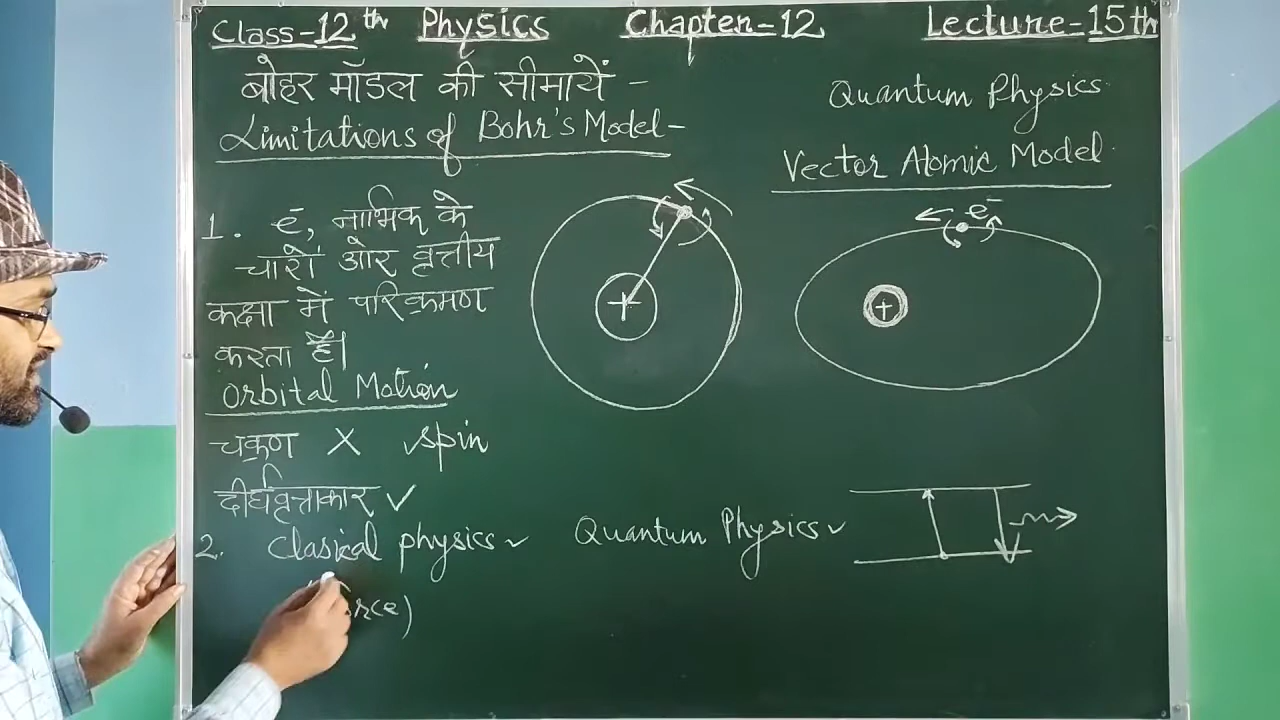 Class-12th Physics Chapter-12 Lecture-15th
बोहर मॉडल की सीमायें -
Limitations of Bohr's Model-
Quantum Physics
Vector Atomic Model
1. e⁻, नाभिक के
चारों ओर वृत्तीय
कक्षा में परिक्रमण
करता है।
Orbital Motion
चक्रण X spin
दीर्घवृत्ताकार ✓
+
e⁻
+
2. Clasical physics ✓ Quantum Physics ✓